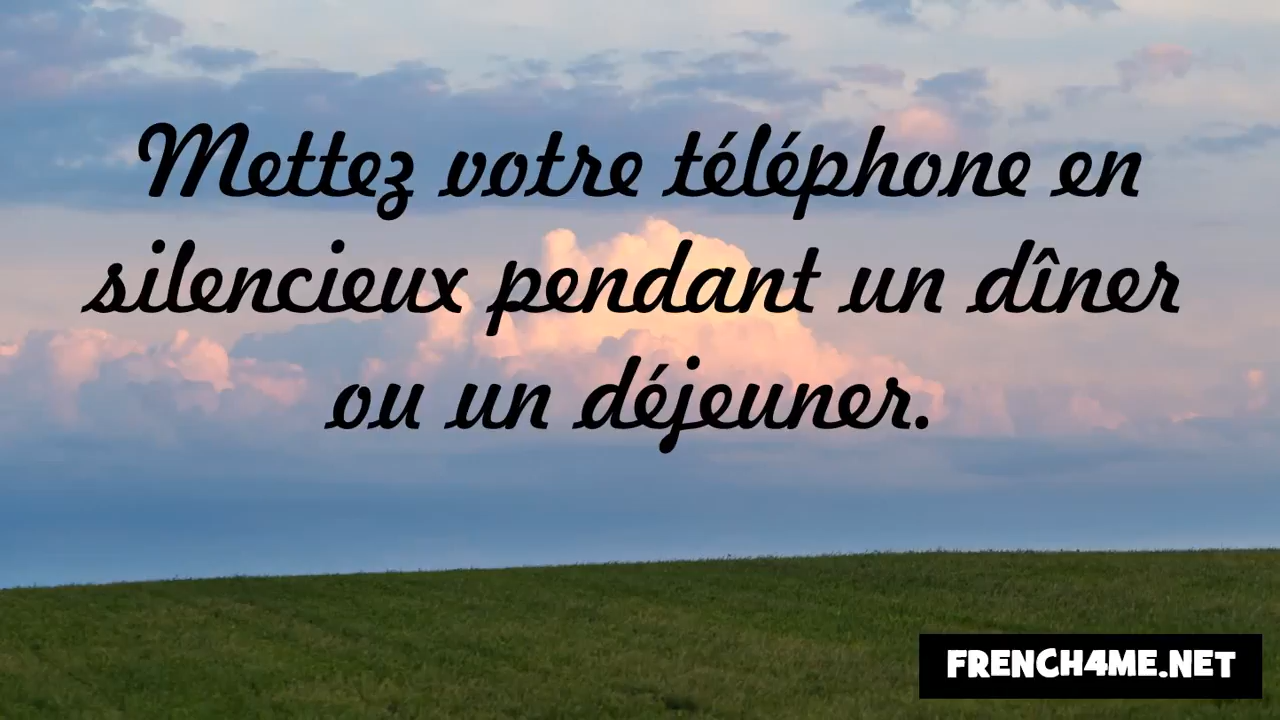 Mettez votre téléphone en
silencieux pendant un dîner
ou un déjeuner.
FRENCH4ME.NET